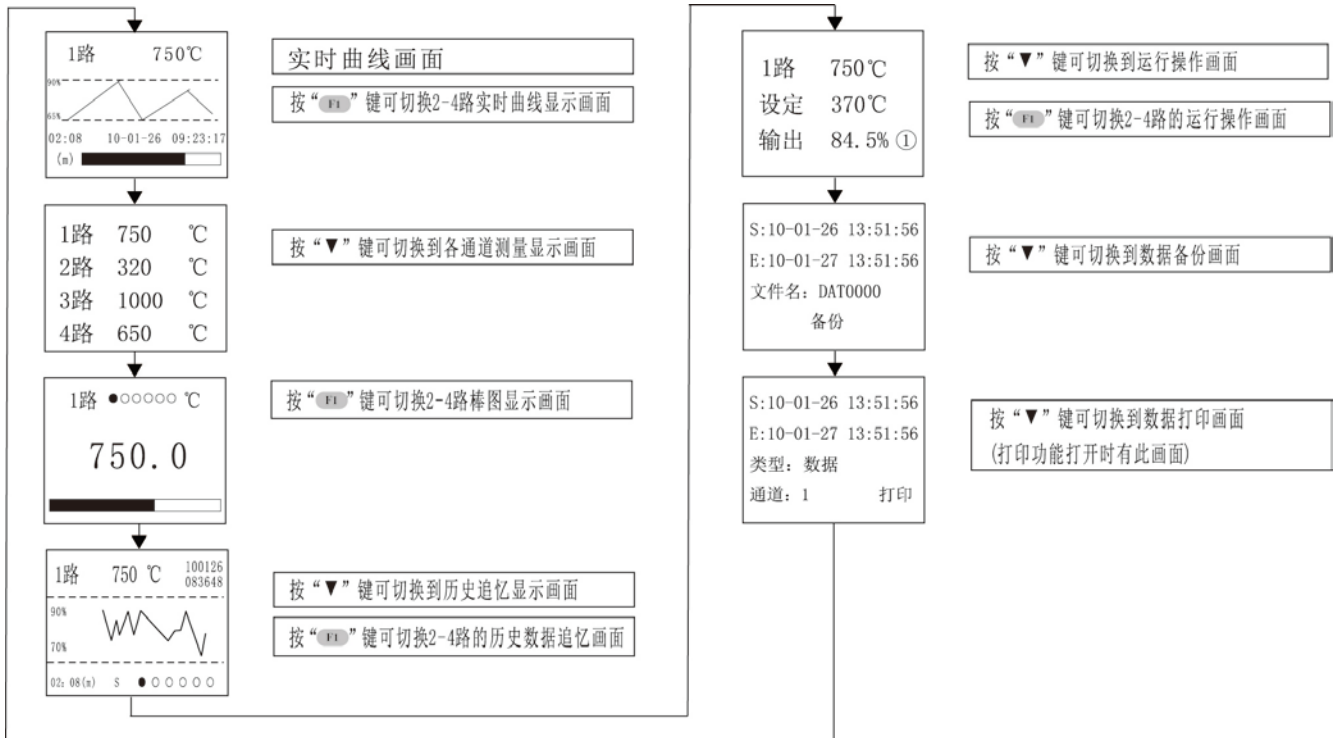 1路 750℃
90%
65%
02:08 10-01-26 09:23:17
(m)
实时曲线画面
按“F1”键可切换2-4路实时曲线显示画面
1路 750 ℃
2路 320 ℃
3路 1000 ℃
4路 650 ℃
按“▼”键可切换到各通道测量显示画面
1路 ●○○○○○ ℃
750.0
按“F1”键可切换2-4路棒图显示画面
1路 750 ℃ 100126
083648
90%
70%
02:08(m) S ●○○○○○
按“▼”键可切换到历史追忆显示画面
按“F1”键可切换2-4路的历史数据追忆画面
1路 750℃
设定 370℃
输出 84.5% ①
按“▼”键可切换到运行操作画面
按“F1”键可切换2-4路的运行操作画面
S:10-01-26 13:51:56
E:10-01-27 13:51:56
文件名: DAT0000
备份
按“▼”键可切换到数据备份画面
S:10-01-26 13:51:56
E:10-01-27 13:51:56
类型: 数据
通道: 1 打印
按“▼”键可切换到数据打印画面
(打印功能打开时有此画面)